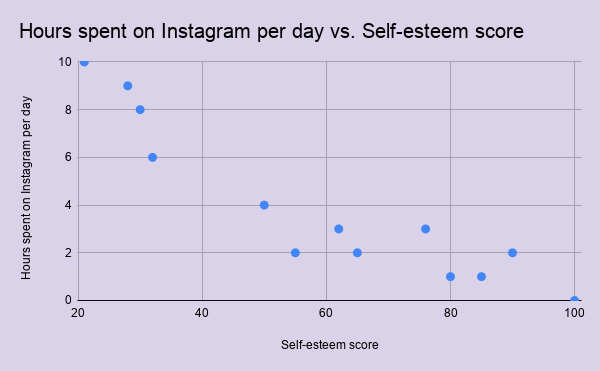 Hours spent on Instagram per day vs. Self-esteem score
Hours spent on Instagram per day
10
8
6
4
2
0
20 40 60 80 100
Self-esteem score